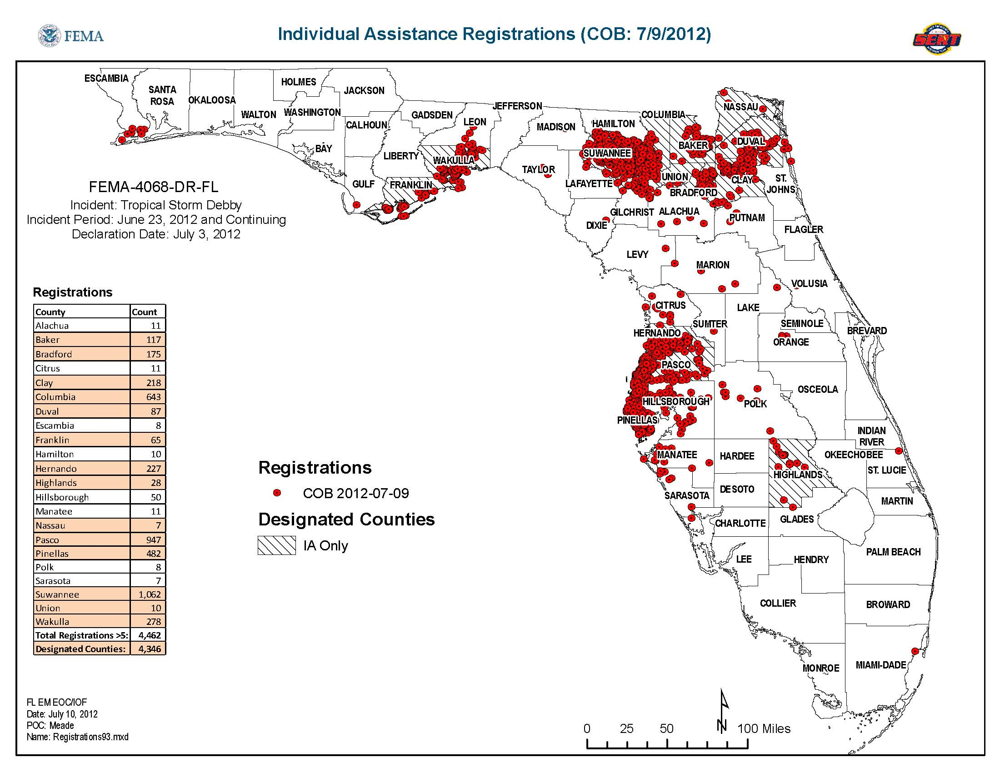 FEMA
Individual Assistance Registrations (COB: 7/9/2012)
SERT
ESCAMBIA
SANTA
ROSA
OKALOOSA
WALTON
HOLMES
WASHINGTON
JACKSON
CALHOUN
BAY
GULF
LIBERTY
GADSDEN
FRANKLIN
LEON
WAKULLA
JEFFERSON
MADISON
TAYLOR
HAMILTON
SUWANNEE
LAFAYETTE
COLUMBIA
BAKER
NASSAU
DUVAL
UNION
BRADFORD
CLAY
ST.
JOHNS
GILCHRIST
ALACHUA
DIXIE
PUTNAM
FLAGLER
LEVY
MARION
VOLUSIA
CITRUS
LAKE
SUMTER
SEMINOLE
HERNANDO
ORANGE
BREVARD
PASCO
OSCEOLA
HILLSBOROUGH
POLK
PINELLAS
INDIAN
RIVER
MANATEE
HARDEE
OKEECHOBEE
ST. LUCIE
HIGHLANDS
SARASOTA
DESOTO
MARTIN
CHARLOTTE
GLADES
LEE
HENDRY
PALM BEACH
COLLIER
BROWARD
MONROE
MIAMI-DADE
FEMA-4068-DR-FL
Incident: Tropical Storm Debby
Incident Period: June 23, 2012 and Continuing
Declaration Date: July 3, 2012
Registrations
County Count
Alachua 11
Baker 117
Bradford 175
Citrus 11
Clay 218
Columbia 643
Duval 87
Escambia 8
Franklin 65
Hamilton 10
Hernando 227
Highlands 28
Hillsborough 50
Manatee 11
Nassau 7
Pasco 947
Pinellas 482
Polk 8
Sarasota 7
Suwannee 1,062
Union 10
Wakulla 278
Total Registrations >5: 4,462
Designated Counties: 4,346
Registrations
COB 2012-07-09
Designated Counties
IA Only
FL EM EOC/IOF
Date: July 10, 2012
POC: Meade
Name: Registrations93.mxd
N
0 25 50 100 Miles